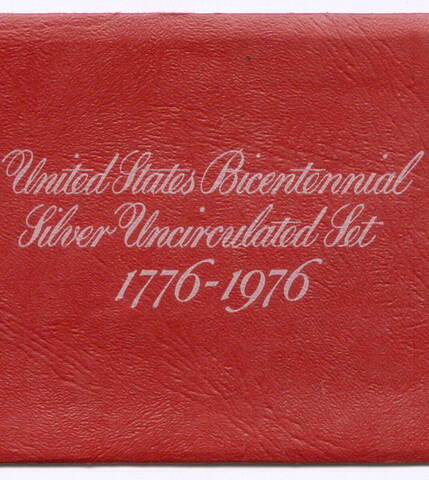 United States Bicentennial
Silver Uncirculated Set
1776-1976